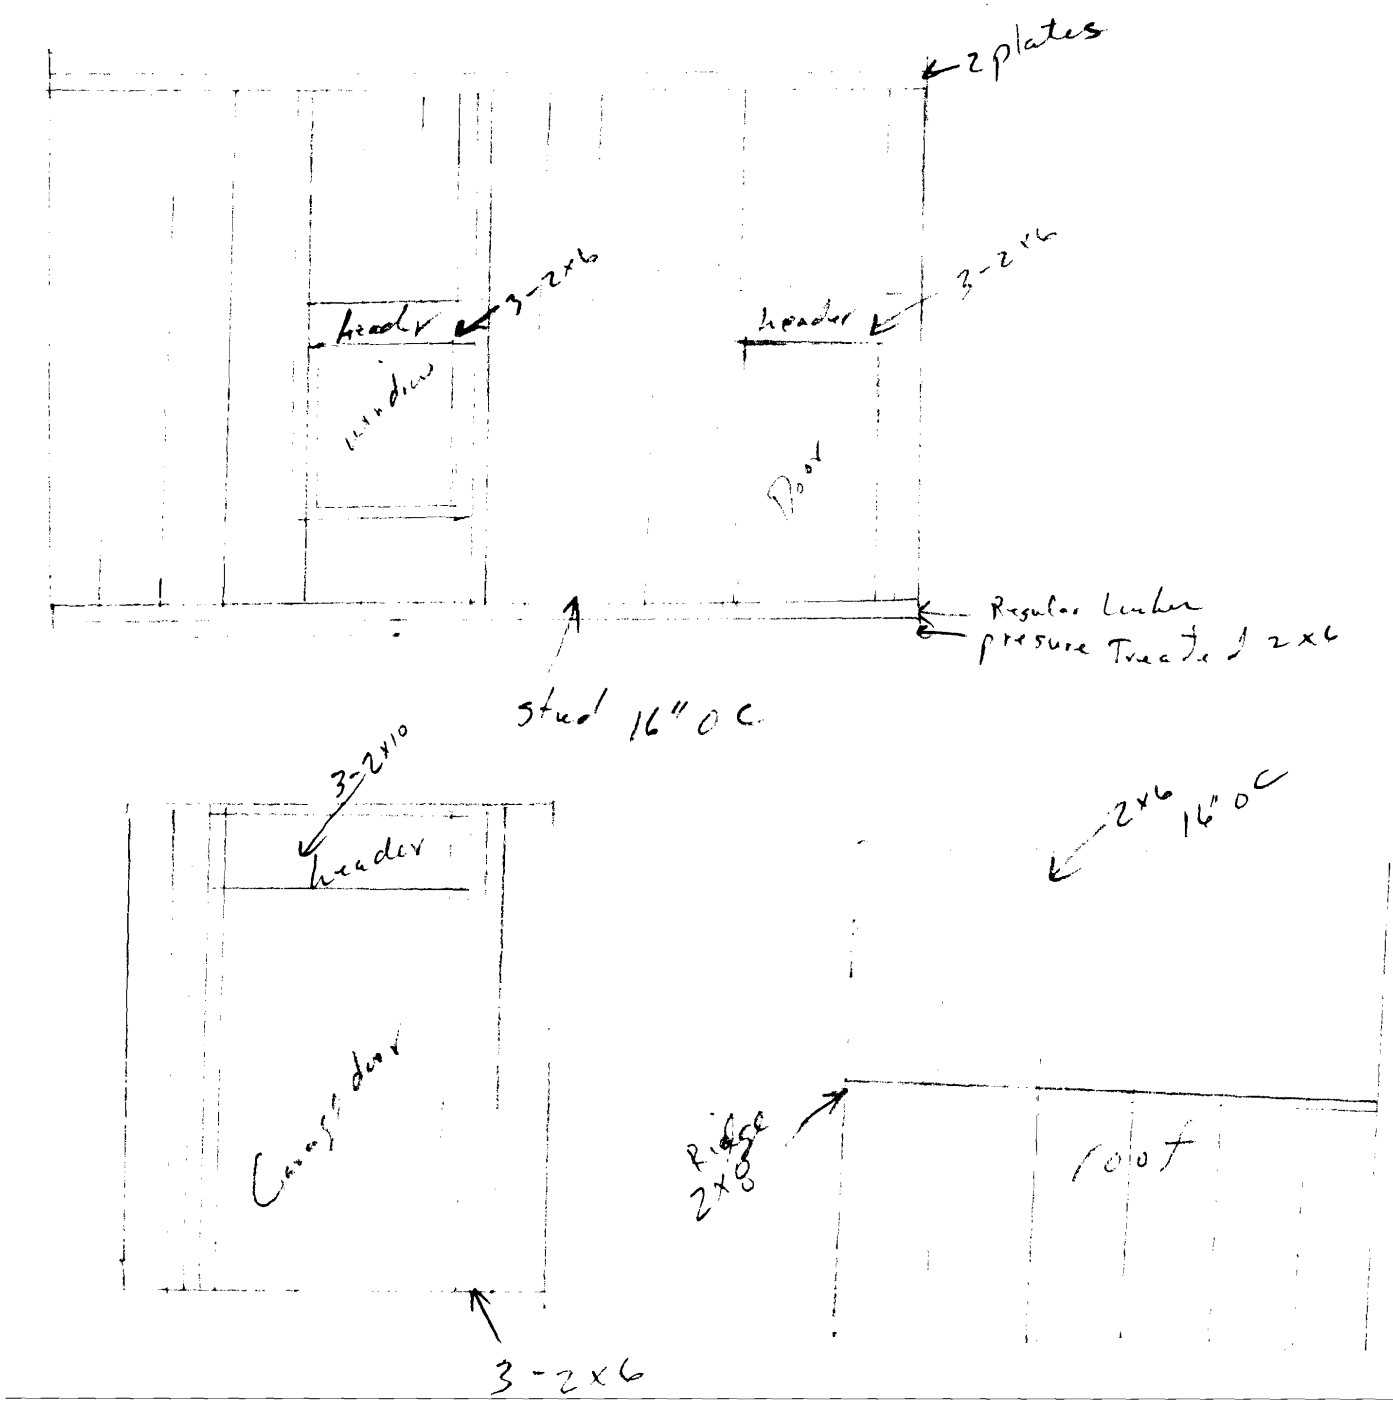 2 plates
3-2x6
header
window
3-2x6
header
Door
Regular Lumber
presure Treated 2x6
stud 16" OC
3-2x10
header
Garage door
3-2x6
2x6 16" OC
Ridge
2x8
roof